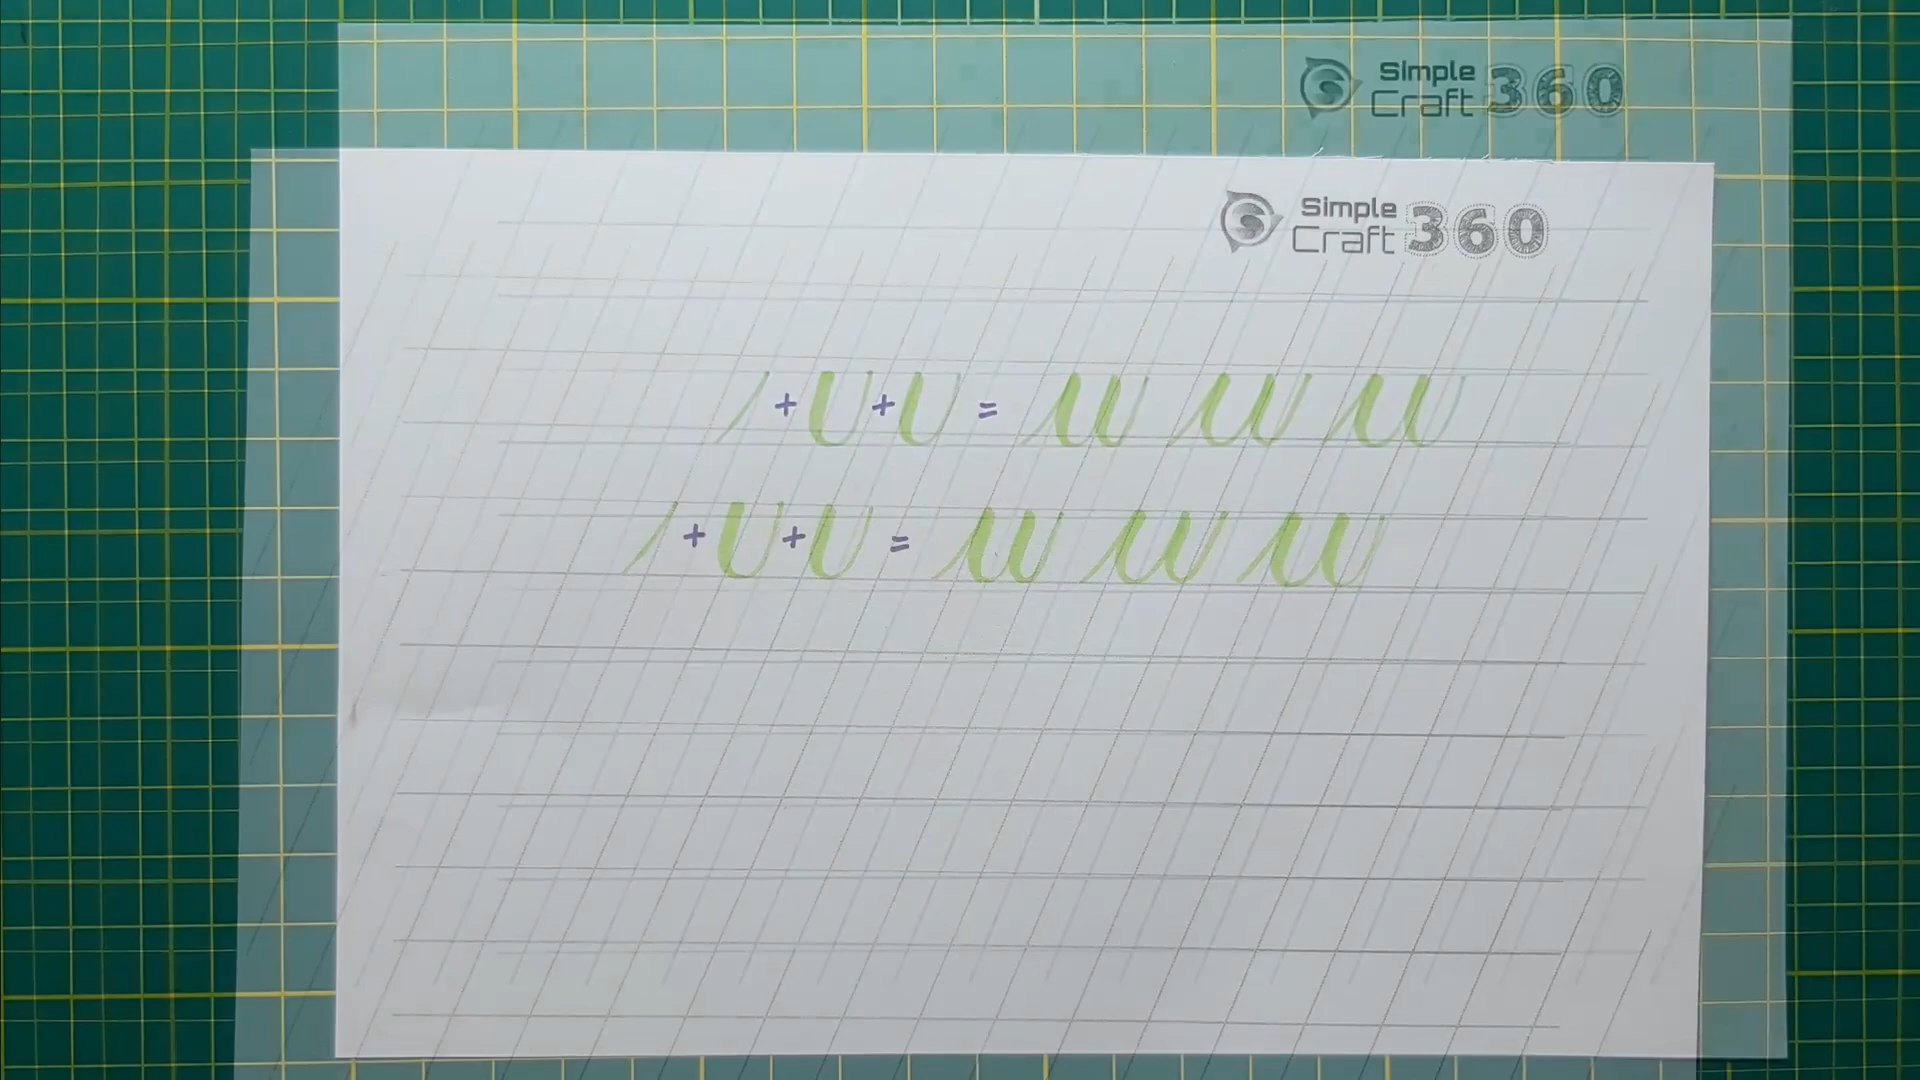 Simple
Craft 360
Simple
Craft 360
/ + υ + υ = u u u
/ + υ + υ = u u u